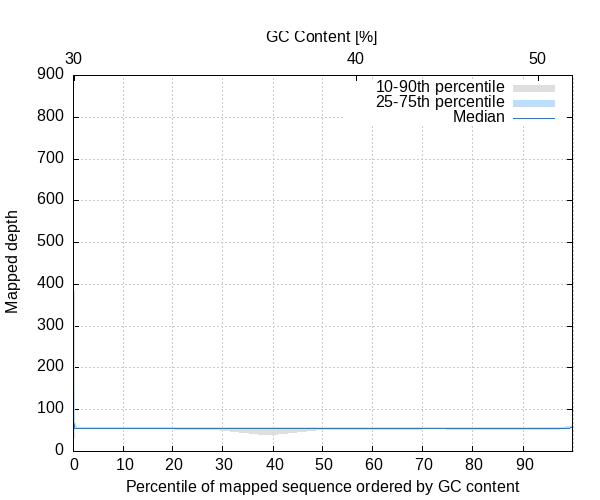 GC Content [%]
30 40 50
900
800
700
600
500
400
300
200
100
0
Mapped depth
10-90th percentile
25-75th percentile
Median
0 10 20 30 40 50 60 70 80 90
Percentile of mapped sequence ordered by GC content